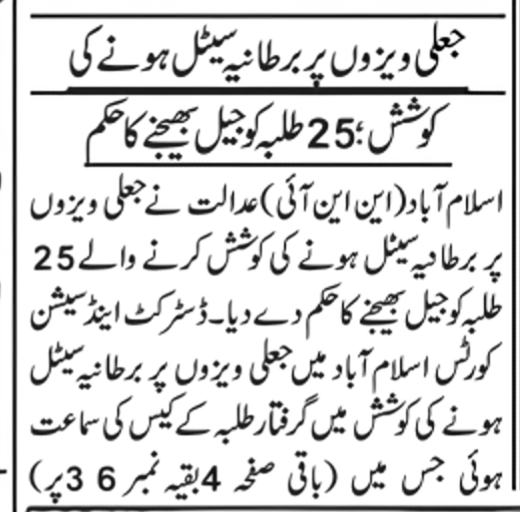 جعلی ویزوں پر برطانیہ سیٹل ہونے کی
کوشش؛ 25 طلبہ کو جیل بھیجنے کا حکم
اسلام آباد (این این آئی) عدالت نے جعلی ویزوں
پر برطانیہ سیٹل ہونے کی کوشش کرنے والے 25
طلبہ کو جیل بھیجنے کا حکم دے دیا۔ ڈسٹرکٹ اینڈ سیشن
کورٹس اسلام آباد میں جعلی ویزوں پر برطانیہ سیٹل
ہونے کی کوشش میں گرفتار طلبہ کے کیس کی سماعت
ہوئی جس میں (باقی صفحہ 4 بقیہ نمبر 36 پر)